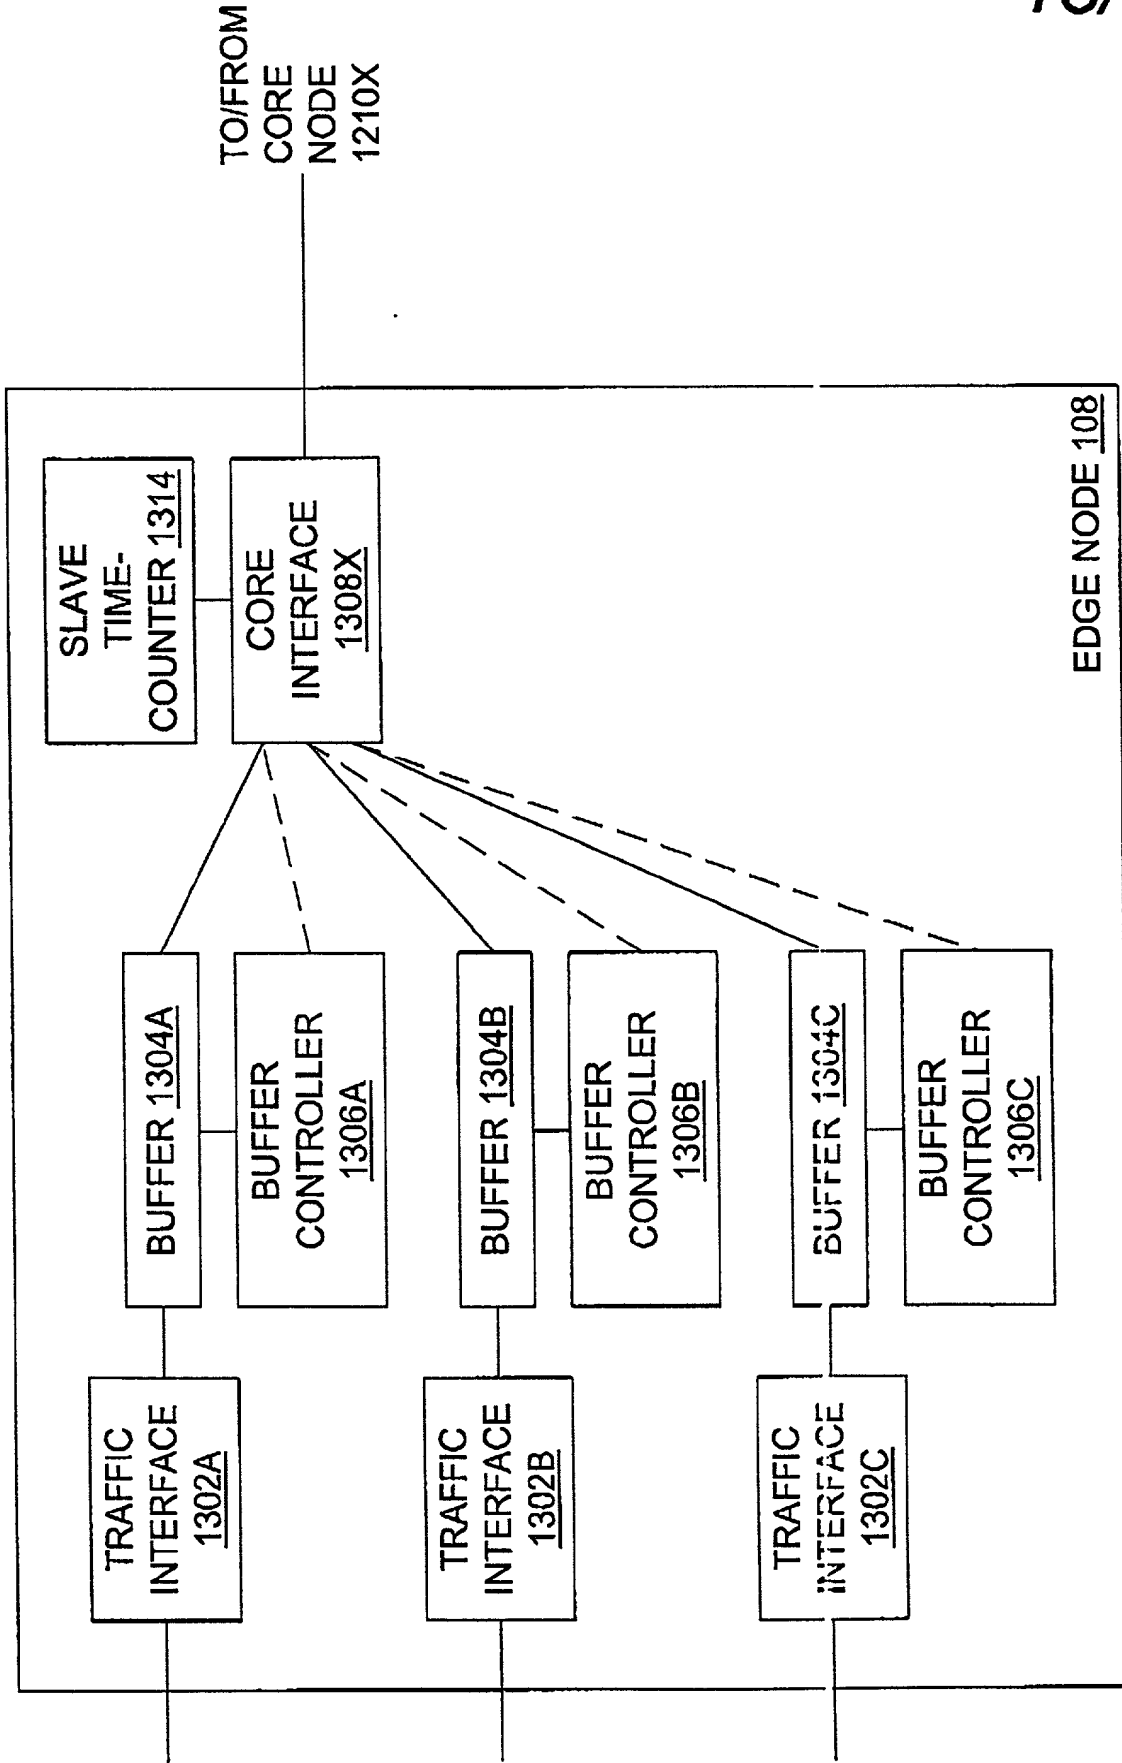 TO/FROM
CORE
NODE
1210X
SLAVE
TIME-
COUNTER 1314
CORE
INTERFACE
1308X
BUFFER 1304A
BUFFER
CONTROLLER
1306A
BUFFER 1304B
BUFFER
CONTROLLER
1306B
BUFFER 1304C
BUFFER
CONTROLLER
1306C
TRAFFIC
INTERFACE
1302A
TRAFFIC
INTERFACE
1302B
TRAFFIC
INTERFACE
1302C
EDGE NODE 108